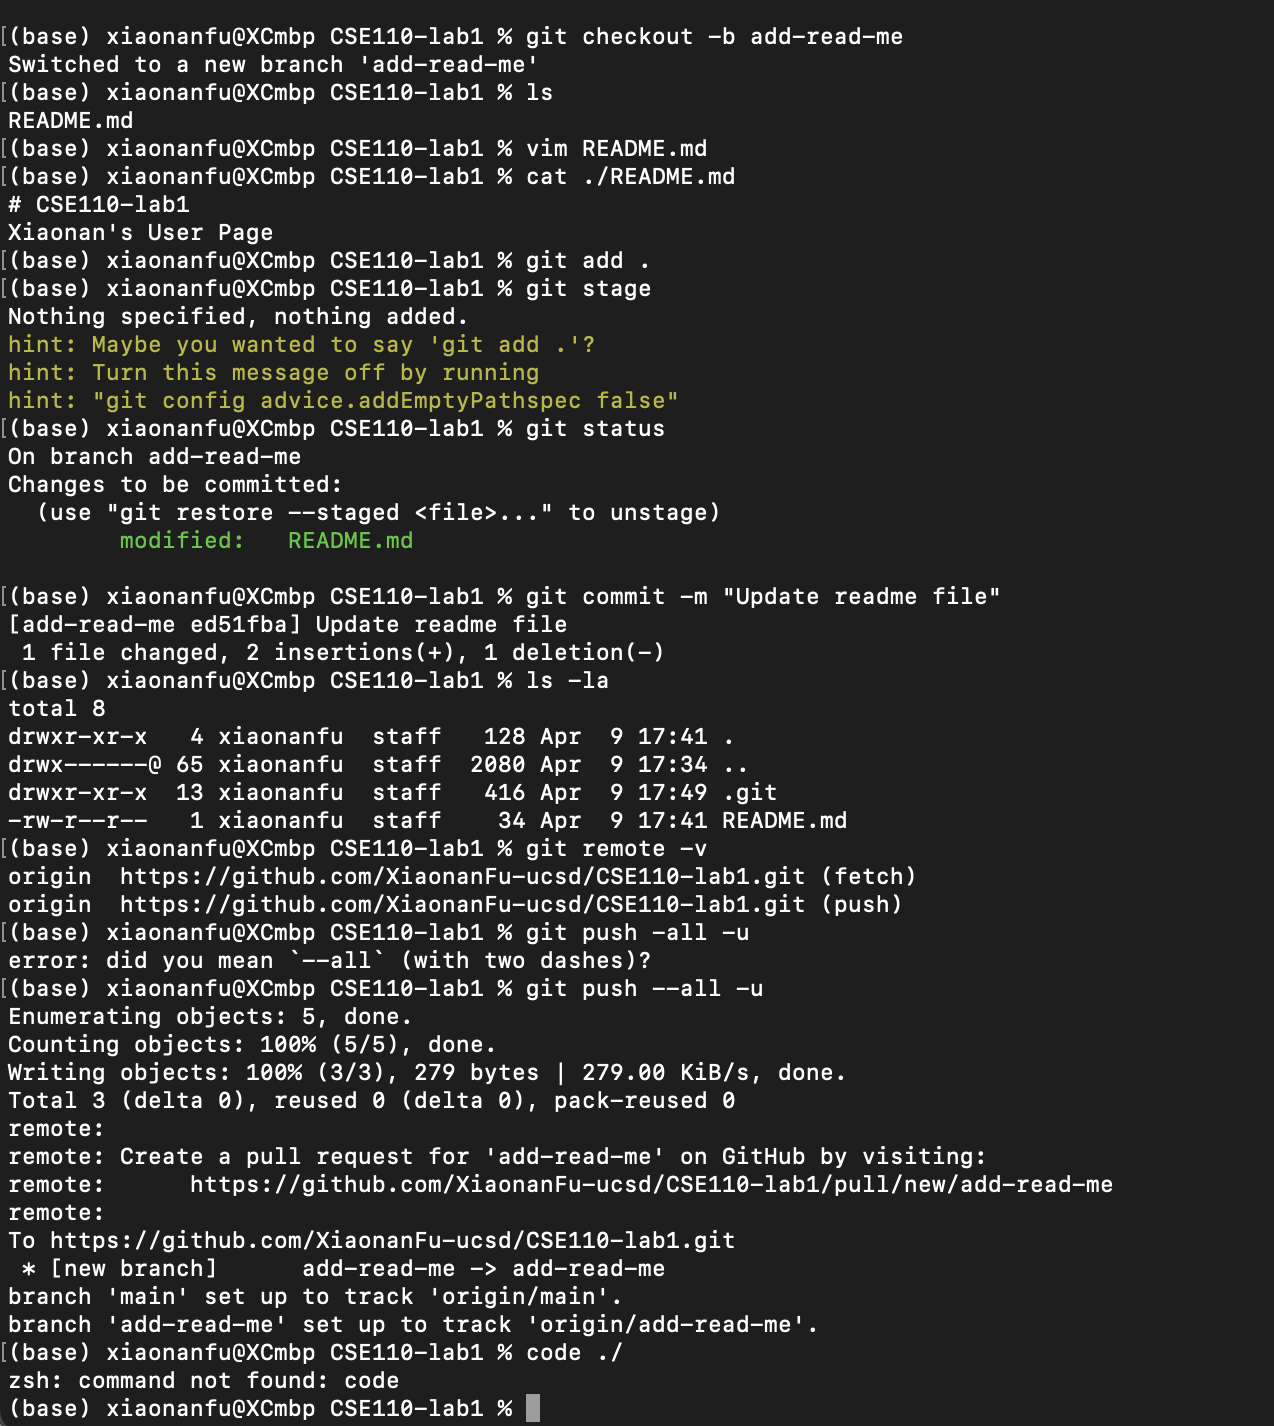 [(base) xiaonanfu@XCmbp CSE110-lab1 % git checkout -b add-read-me
Switched to a new branch 'add-read-me'
[(base) xiaonanfu@XCmbp CSE110-lab1 % ls
README.md
[(base) xiaonanfu@XCmbp CSE110-lab1 % vim README.md
[(base) xiaonanfu@XCmbp CSE110-lab1 % cat ./README.md
# CSE110-lab1
Xiaonan's User Page
[(base) xiaonanfu@XCmbp CSE110-lab1 % git add .
[(base) xiaonanfu@XCmbp CSE110-lab1 % git stage
Nothing specified, nothing added.
hint: Maybe you wanted to say 'git add .'?
hint: Turn this message off by running
hint: "git config advice.addEmptyPathspec false"
[(base) xiaonanfu@XCmbp CSE110-lab1 % git status
On branch add-read-me
Changes to be committed:
  (use "git restore --staged <file>..." to unstage)
        modified:   README.md

[(base) xiaonanfu@XCmbp CSE110-lab1 % git commit -m "Update readme file"
[add-read-me ed51fba] Update readme file
 1 file changed, 2 insertions(+), 1 deletion(-)
[(base) xiaonanfu@XCmbp CSE110-lab1 % ls -la
total 8
drwxr-xr-x   4 xiaonanfu  staff   128 Apr  9 17:41 .
drwx------@ 65 xiaonanfu  staff  2080 Apr  9 17:34 ..
drwxr-xr-x  13 xiaonanfu  staff   416 Apr  9 17:49 .git
-rw-r--r--   1 xiaonanfu  staff    34 Apr  9 17:41 README.md
[(base) xiaonanfu@XCmbp CSE110-lab1 % git remote -v
origin  https://github.com/XiaonanFu-ucsd/CSE110-lab1.git (fetch)
origin  https://github.com/XiaonanFu-ucsd/CSE110-lab1.git (push)
[(base) xiaonanfu@XCmbp CSE110-lab1 % git push -all -u
error: did you mean `--all` (with two dashes)?
[(base) xiaonanfu@XCmbp CSE110-lab1 % git push --all -u
Enumerating objects: 5, done.
Counting objects: 100% (5/5), done.
Writing objects: 100% (3/3), 279 bytes | 279.00 KiB/s, done.
Total 3 (delta 0), reused 0 (delta 0), pack-reused 0
remote:
remote: Create a pull request for 'add-read-me' on GitHub by visiting:
remote:      https://github.com/XiaonanFu-ucsd/CSE110-lab1/pull/new/add-read-me
remote:
To https://github.com/XiaonanFu-ucsd/CSE110-lab1.git
 * [new branch]      add-read-me -> add-read-me
branch 'main' set up to track 'origin/main'.
branch 'add-read-me' set up to track 'origin/add-read-me'.
[(base) xiaonanfu@XCmbp CSE110-lab1 % code ./
zsh: command not found: code
(base) xiaonanfu@XCmbp CSE110-lab1 %